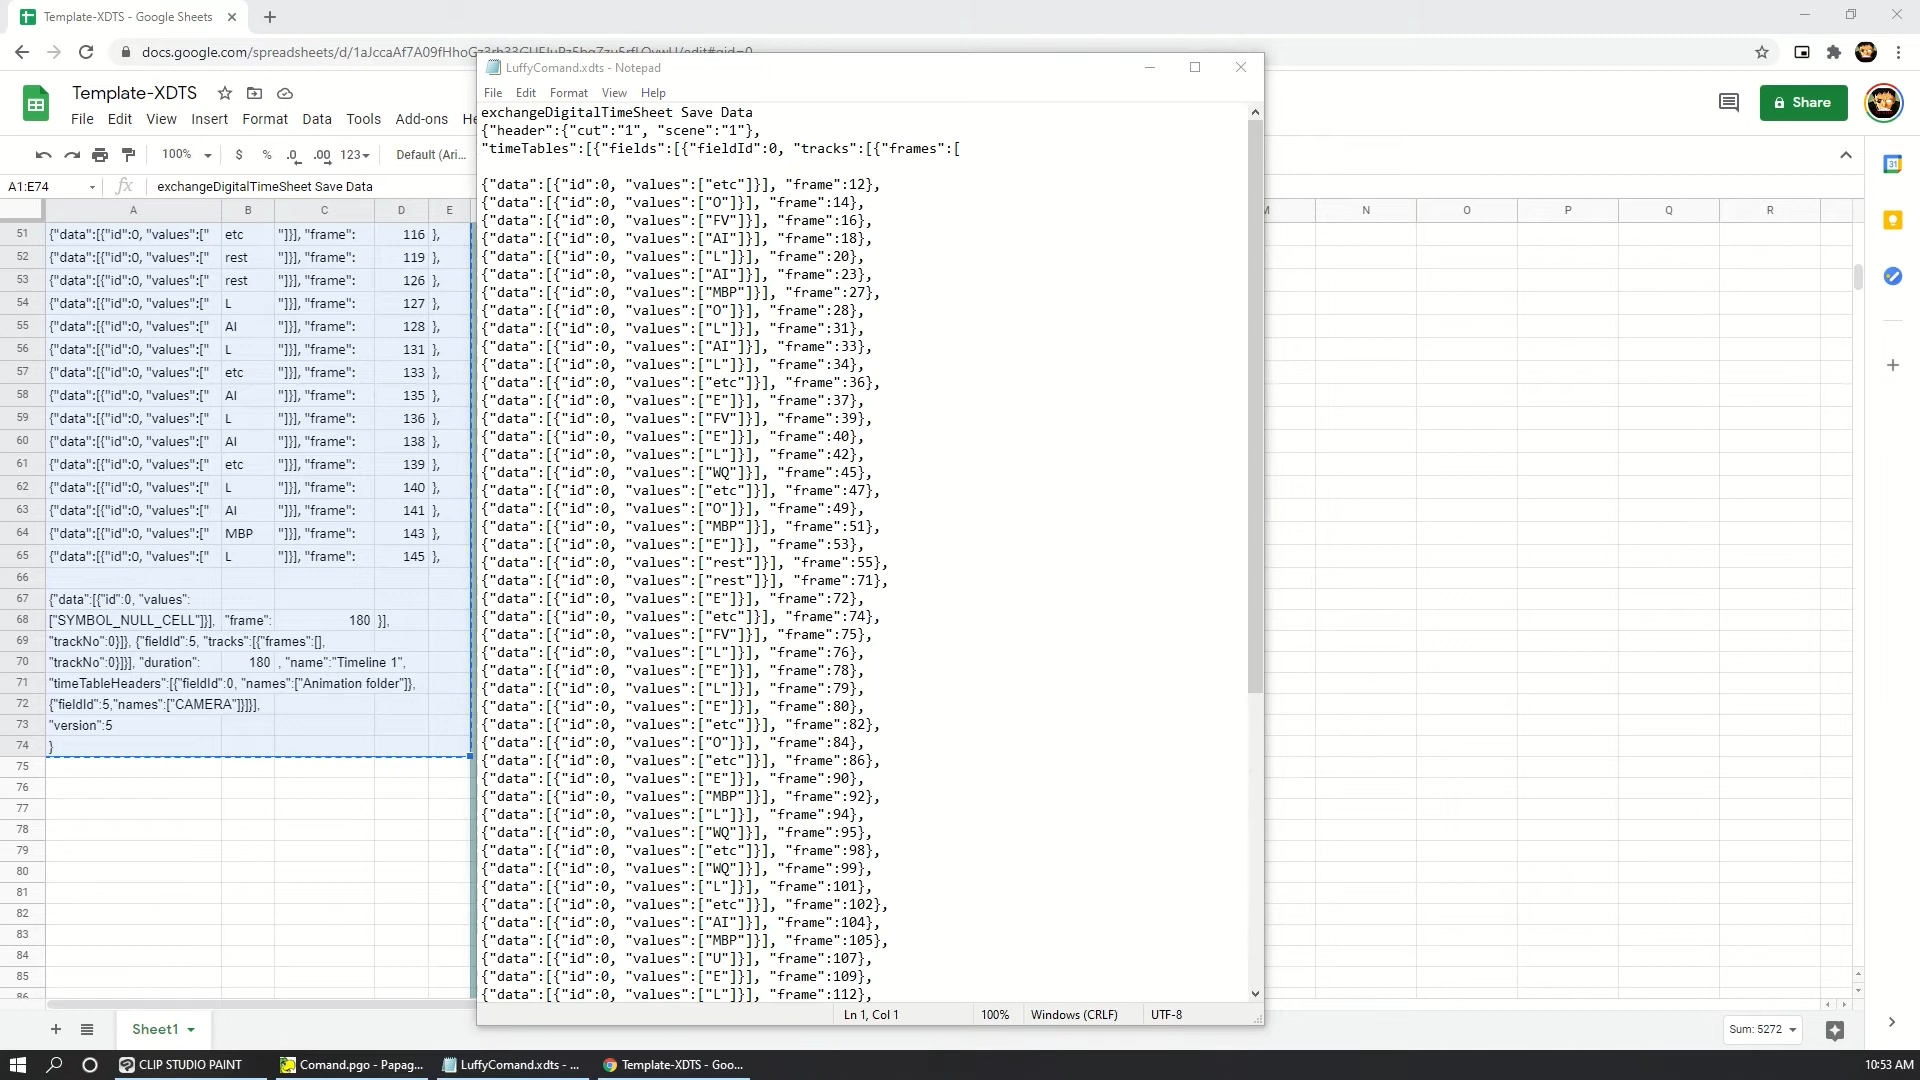 Template-XDTS - Google Sheets
Template-XDTS
File Edit View Insert Format Data Tools Add-ons
Share
100% $ % .0 .00 123 Default (Ari...
A1:E74 fx exchangeDigitalTimeSheet Save Data
A B C D E N O P Q R
51 {"data":[{"id":0, "values":[" etc "]}], "frame": 116 },
52 {"data":[{"id":0, "values":[" rest "]}], "frame": 119 },
53 {"data":[{"id":0, "values":[" rest "]}], "frame": 126 },
54 {"data":[{"id":0, "values":[" L "]}], "frame": 127 },
55 {"data":[{"id":0, "values":[" AI "]}], "frame": 128 },
56 {"data":[{"id":0, "values":[" L "]}], "frame": 131 },
57 {"data":[{"id":0, "values":[" etc "]}], "frame": 133 },
58 {"data":[{"id":0, "values":[" AI "]}], "frame": 135 },
59 {"data":[{"id":0, "values":[" L "]}], "frame": 136 },
60 {"data":[{"id":0, "values":[" AI "]}], "frame": 138 },
61 {"data":[{"id":0, "values":[" etc "]}], "frame": 139 },
62 {"data":[{"id":0, "values":[" L "]}], "frame": 140 },
63 {"data":[{"id":0, "values":[" AI "]}], "frame": 141 },
64 {"data":[{"id":0, "values":[" MBP "]}], "frame": 143 },
65 {"data":[{"id":0, "values":[" L "]}], "frame": 145 },
66
67 {"data":[{"id":0, "values":
68 ["SYMBOL_NULL_CELL"]}], "frame": 180 }],
69 "trackNo":0}]}, {"fieldId":5, "tracks":[{"frames":[],
70 "trackNo":0}]}], "duration": 180 , "name":"Timeline 1",
71 "timeTableHeaders":[{"fieldId":0, "names":["Animation folder"]},
72 {"fieldId":5,"names":["CAMERA"]}]}],
73 "version":5
74 }
75
76
77
78
79
80
81
82
83
84
85
86
LuffyComand.xdts - Notepad
File Edit Format View Help
exchangeDigitalTimeSheet Save Data
{"header":{"cut":"1", "scene":"1"},
"timeTables":[{"fields":[{"fieldId":0, "tracks":[{"frames":[
{"data":[{"id":0, "values":["etc"]}], "frame":12},
{"data":[{"id":0, "values":["O"]}], "frame":14},
{"data":[{"id":0, "values":["FV"]}], "frame":16},
{"data":[{"id":0, "values":["AI"]}], "frame":18},
{"data":[{"id":0, "values":["L"]}], "frame":20},
{"data":[{"id":0, "values":["AI"]}], "frame":23},
{"data":[{"id":0, "values":["MBP"]}], "frame":27},
{"data":[{"id":0, "values":["O"]}], "frame":28},
{"data":[{"id":0, "values":["L"]}], "frame":31},
{"data":[{"id":0, "values":["AI"]}], "frame":33},
{"data":[{"id":0, "values":["L"]}], "frame":34},
{"data":[{"id":0, "values":["etc"]}], "frame":36},
{"data":[{"id":0, "values":["E"]}], "frame":37},
{"data":[{"id":0, "values":["FV"]}], "frame":39},
{"data":[{"id":0, "values":["E"]}], "frame":40},
{"data":[{"id":0, "values":["L"]}], "frame":42},
{"data":[{"id":0, "values":["WQ"]}], "frame":45},
{"data":[{"id":0, "values":["etc"]}], "frame":47},
{"data":[{"id":0, "values":["O"]}], "frame":49},
{"data":[{"id":0, "values":["MBP"]}], "frame":51},
{"data":[{"id":0, "values":["E"]}], "frame":53},
{"data":[{"id":0, "values":["rest"]}], "frame":55},
{"data":[{"id":0, "values":["rest"]}], "frame":71},
{"data":[{"id":0, "values":["E"]}], "frame":72},
{"data":[{"id":0, "values":["etc"]}], "frame":74},
{"data":[{"id":0, "values":["FV"]}], "frame":75},
{"data":[{"id":0, "values":["L"]}], "frame":76},
{"data":[{"id":0, "values":["E"]}], "frame":78},
{"data":[{"id":0, "values":["L"]}], "frame":79},
{"data":[{"id":0, "values":["E"]}], "frame":80},
{"data":[{"id":0, "values":["etc"]}], "frame":82},
{"data":[{"id":0, "values":["O"]}], "frame":84},
{"data":[{"id":0, "values":["etc"]}], "frame":86},
{"data":[{"id":0, "values":["E"]}], "frame":90},
{"data":[{"id":0, "values":["MBP"]}], "frame":92},
{"data":[{"id":0, "values":["L"]}], "frame":94},
{"data":[{"id":0, "values":["WQ"]}], "frame":95},
{"data":[{"id":0, "values":["etc"]}], "frame":98},
{"data":[{"id":0, "values":["WQ"]}], "frame":99},
{"data":[{"id":0, "values":["L"]}], "frame":101},
{"data":[{"id":0, "values":["etc"]}], "frame":102},
{"data":[{"id":0, "values":["AI"]}], "frame":104},
{"data":[{"id":0, "values":["MBP"]}], "frame":105},
{"data":[{"id":0, "values":["U"]}], "frame":107},
{"data":[{"id":0, "values":["E"]}], "frame":109},
{"data":[{"id":0, "values":["L"]}], "frame":112},
Ln 1, Col 1 100% Windows (CRLF) UTF-8
Sheet1
Sum: 5272
CLIP STUDIO PAINT Comand.pgo - Papag... LuffyComand.xdts - ... Template-XDTS - Goo... 10:53 AM